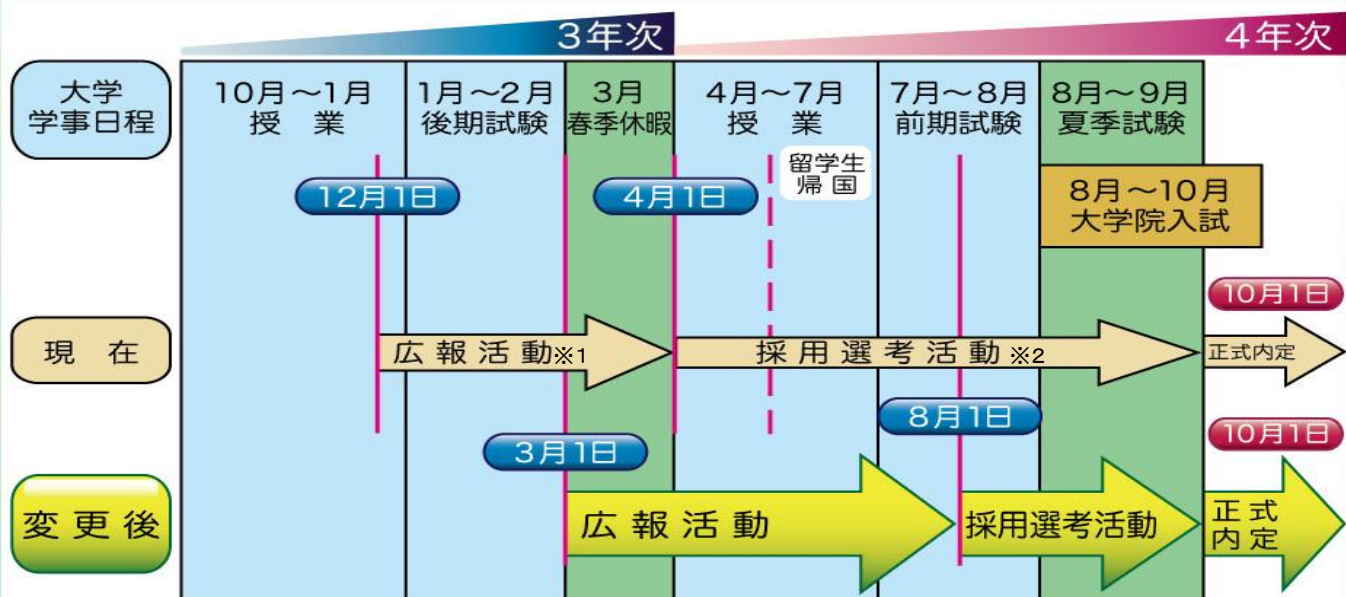 3年次
4年次
大学
学事日程
10月～1月
授 業
1月～2月
後期試験
3月
春季休暇
4月～7月
授 業
7月～8月
前期試験
8月～9月
夏季試験
12月1日
4月1日
留学生
帰国
8月～10月
大学院入試
10月1日
現 在
広報活動※1
採用選考活動※2
正式内定
8月1日
10月1日
3月1日
変更後
広報活動
採用選考活動
正式
内定